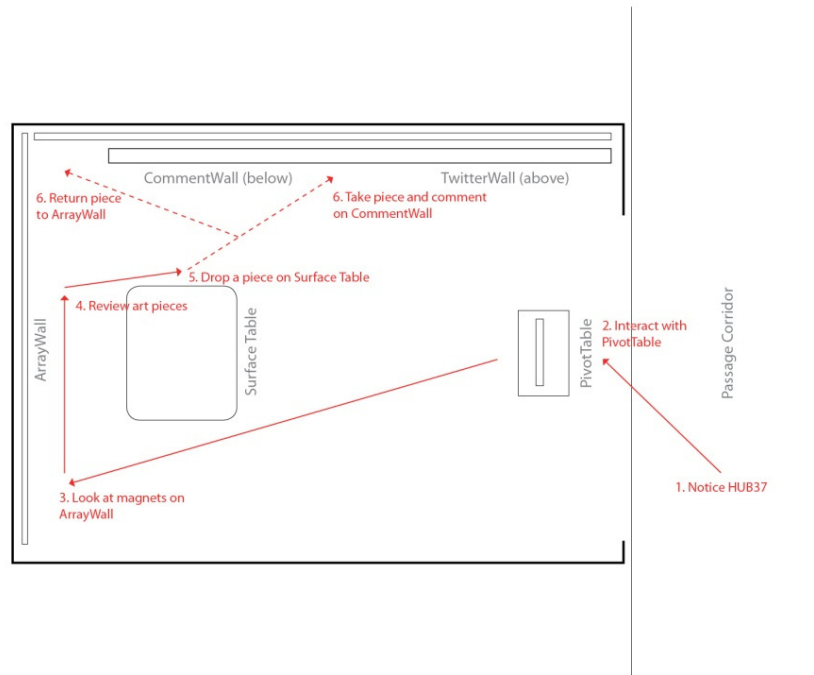 CommentWall (below)
TwitterWall (above)
6. Return piece
to ArrayWall
6. Take piece and comment
on CommentWall
5. Drop a piece on Surface Table
4. Review art pieces
ArrayWall
Surface Table
PivotTable
2. Interact with
PivotTable
Passage Corridor
3. Look at magnets on
ArrayWall
1. Notice HUB37